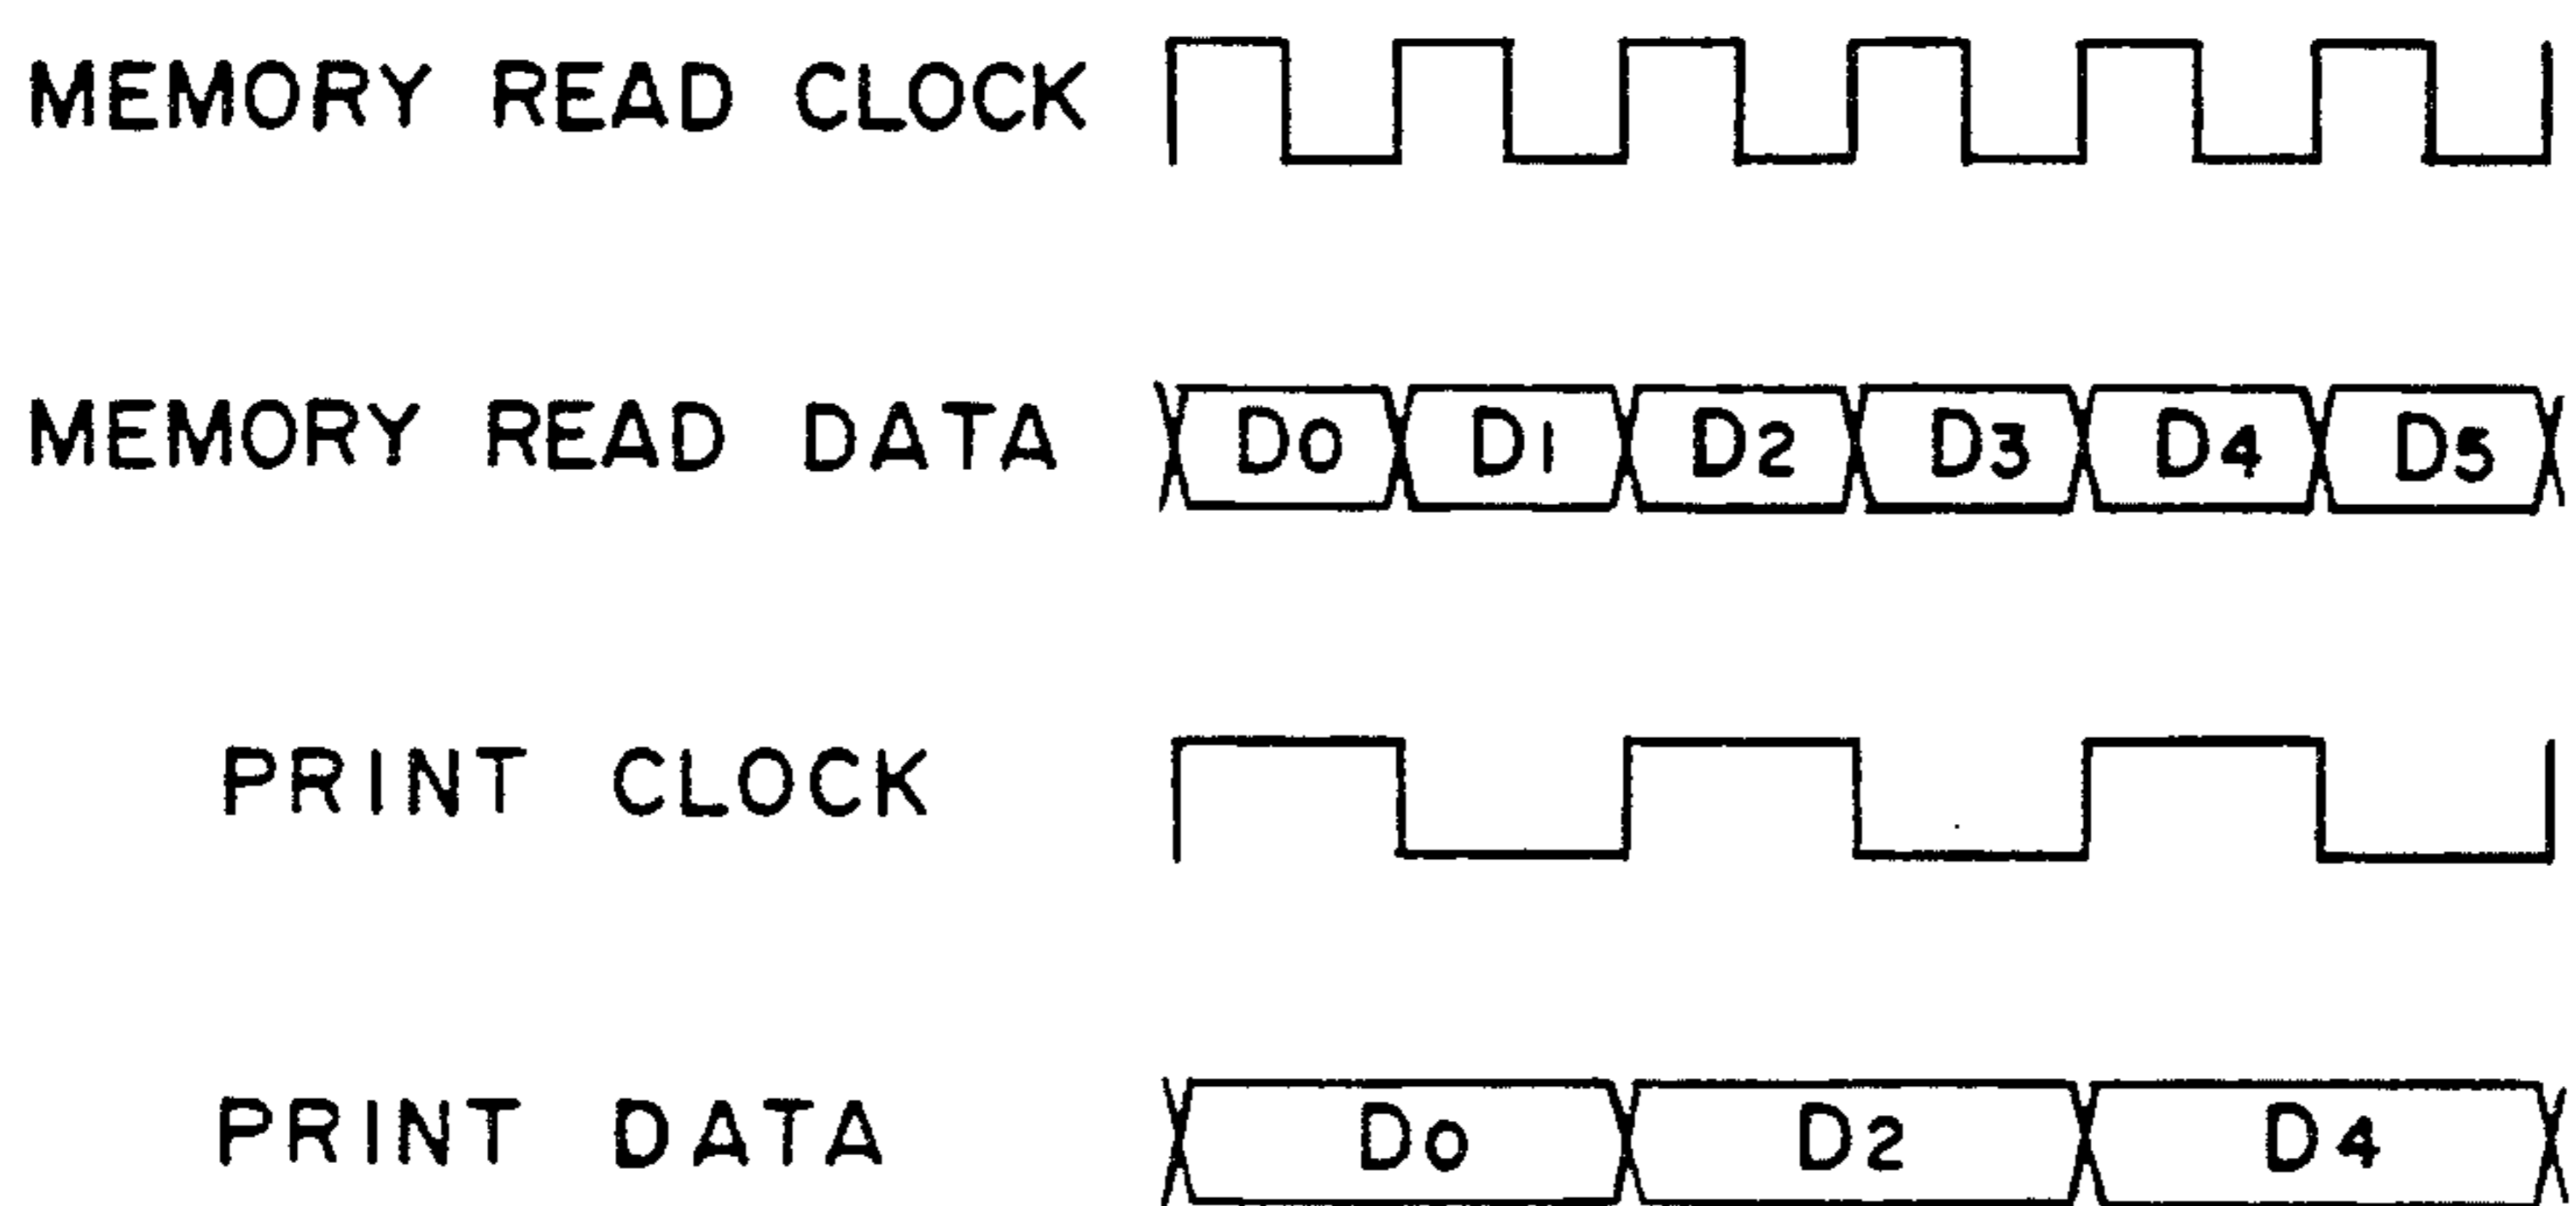 MEMORY READ CLOCK
MEMORY READ DATA D0 D1 D2 D3 D4 D5
PRINT CLOCK
PRINT DATA D0 D2 D4